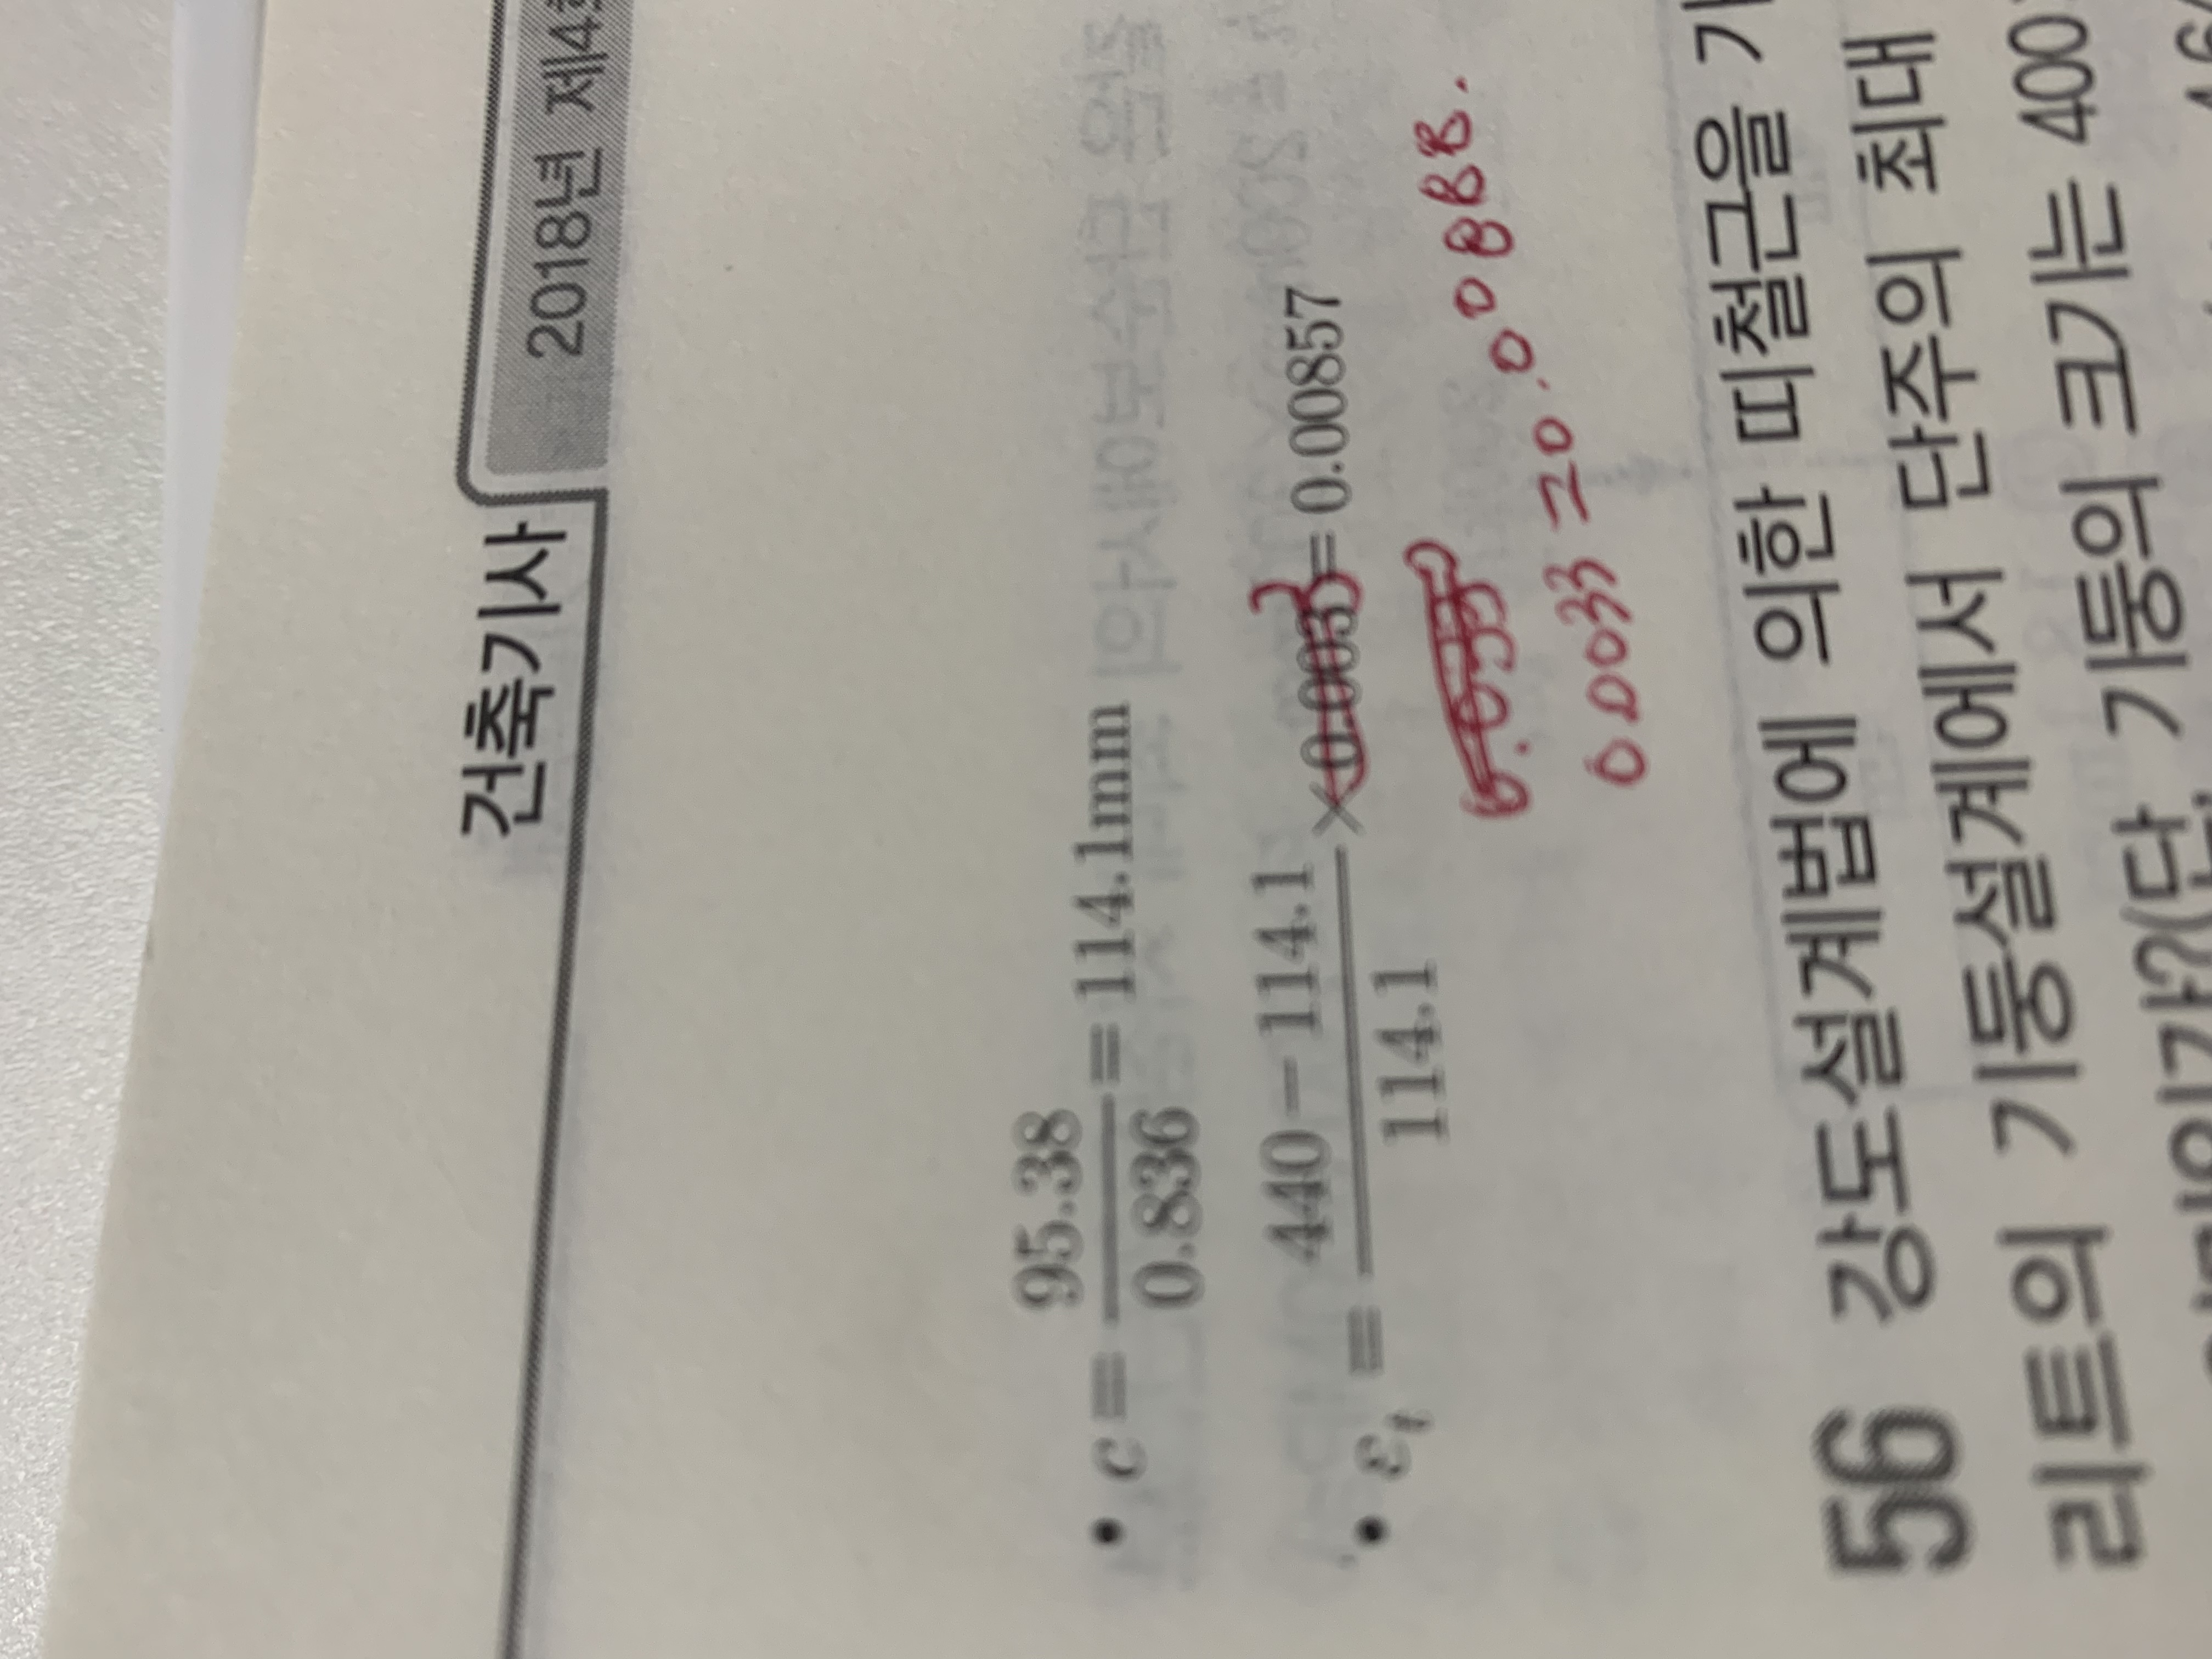 건축기사
2018년 제4회
• c = 95.38 / 0.836 = 114.1mm
• εt = 440 − 114.1 / 114.1 × 0.003 = 0.00857
0.0033 = 0.00888.
56 강도설계법에 의한 띠철근을
리트의 기둥설계에서 단주의 최대
기둥의 크기는 400